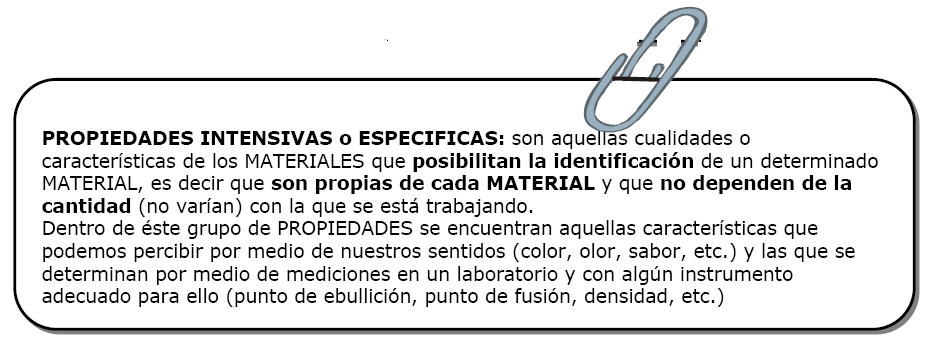 PROPIEDADES INTENSIVAS o ESPECIFICAS: son aquellas cualidades o
características de los MATERIALES que posibilitan la identificación de un determinado
MATERIAL, es decir que son propias de cada MATERIAL y que no dependen de la
cantidad (no varían) con la que se está trabajando.
Dentro de éste grupo de PROPIEDADES se encuentran aquellas características que
podemos percibir por medio de nuestros sentidos (color, olor, sabor, etc.) y las que se
determinan por medio de mediciones en un laboratorio y con algún instrumento
adecuado para ello (punto de ebullición, punto de fusión, densidad, etc.)